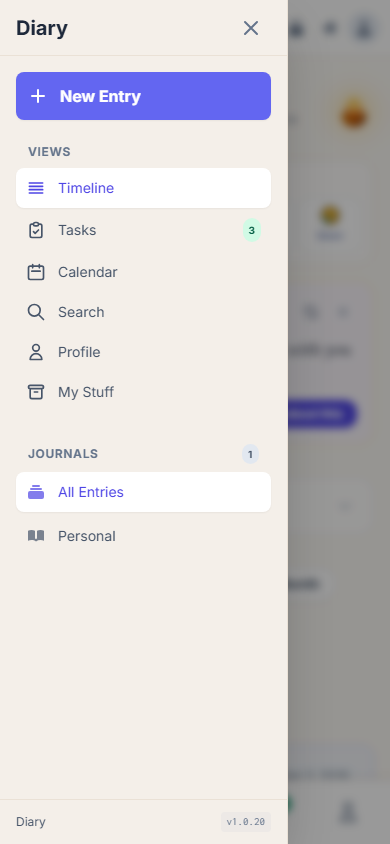 Diary
New Entry
VIEWS
Timeline
Tasks 3
Calendar
Search
Profile
My Stuff
JOURNALS 1
All Entries
Personal
Diary v1.0.20